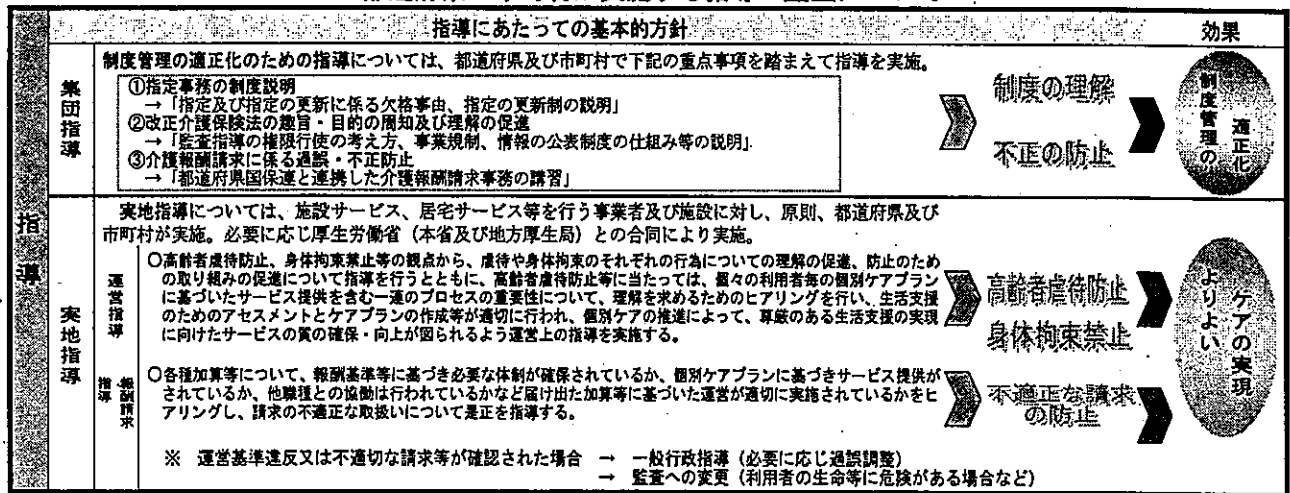 指導にあたっての基本的方針
効果
指導
集団指導
制度管理の適正化のための指導については、都道府県及び市町村で下記の重点事項を踏まえて指導を実施。
①指定事務の制度説明
→「指定及び指定の更新に係る欠格事由、指定の更新制の説明」
②改正介護保険法の趣旨・目的の周知及び理解の促進
→「監査指導の権限行使の考え方、事業規制、情報の公表制度の仕組み等の説明」
③介護報酬請求に係る過誤・不正防止
→「都道府県国保連と連携した介護報酬請求事務の講習」
制度の理解
不正の防止
制度管理の
適正化
実地指導
実地指導については、施設サービス、居宅サービス等を行う事業者及び施設に対し、原則、都道府県及び
市町村が実施。必要に応じ厚生労働省（本省及び地方厚生局）との合同により実施。
運営指導
○高齢者虐待防止、身体拘束禁止等の観点から、虐待や身体拘束のそれぞれの行為についての理解の促進、防止のため
の取り組みの促進について指導を行うとともに、高齢者虐待防止等に当たっては、個々の利用者毎の個別ケアプラン
に基づいたサービス提供を含む一連のプロセスの重要性について、理解を求めるためのヒアリングを行い、生活支援
のためのアセスメントとケアプランの作成等が適切に行われ、個別ケアの推進によって、尊厳のある生活支援の実現
に向けたサービスの質の確保・向上が図られるよう運営上の指導を実施する。
高齢者虐待防止
身体拘束禁止
よりよい
ケアの実現
報酬請求
指導
○各種加算等について、報酬基準等に基づき必要な体制が確保されているか、個別ケアプランに基づきサービス提供が
されているか、他職種との協働は行われているかなど届け出た加算等に基づいた運営が適切に実施されているかをヒ
アリングし、請求の不適正な取扱いについて是正を指導する。
不適正な請求
の防止
※　運営基準違反又は不適切な請求等が確認された場合　→　一般行政指導（必要に応じ過誤調整）
→　監査への変更（利用者の生命等に危険がある場合など）